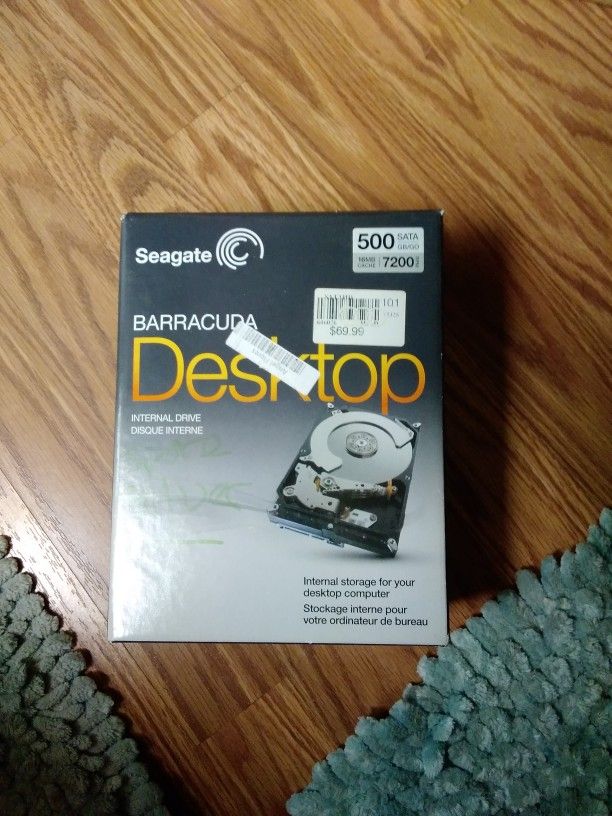 Seagate
500 SATA GB/GO
16MB CACHE 7200
101
$69.99
BARRACUDA
Desktop
INTERNAL DRIVE
DISQUE INTERNE
Internal storage for your
desktop computer
Stockage interne pour
votre ordinateur de bureau